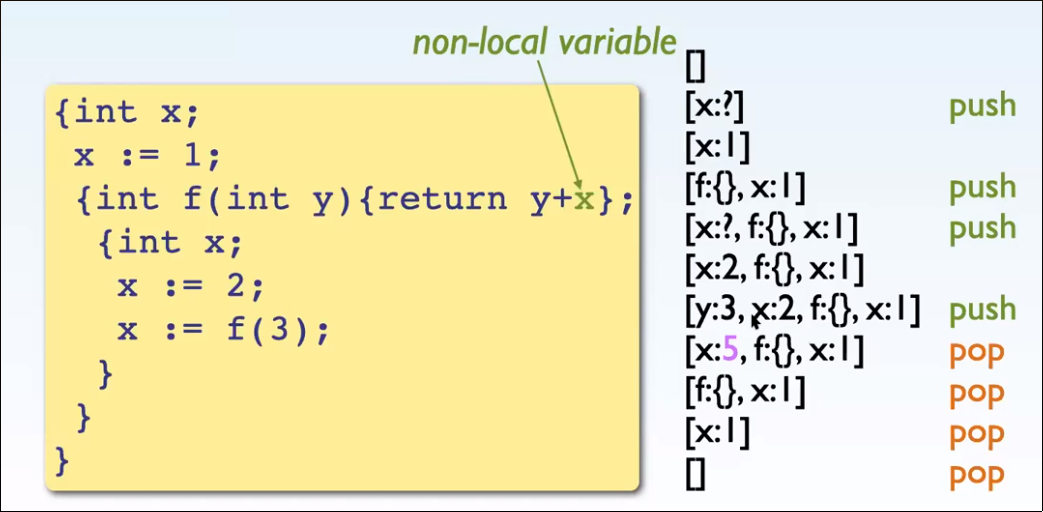 non-local variable
{int x;
x := 1;
{int f(int y){return y+x};
{int x;
x := 2;
x := f(3);
}
}
}
[]
[x:?] push
[x:1]
[f:{}, x:1] push
[x:?, f:{}, x:1] push
[x:2, f:{}, x:1]
[y:3, x:2, f:{}, x:1] push
[x:5, f:{}, x:1] pop
[f:{}, x:1] pop
[x:1] pop
[] pop